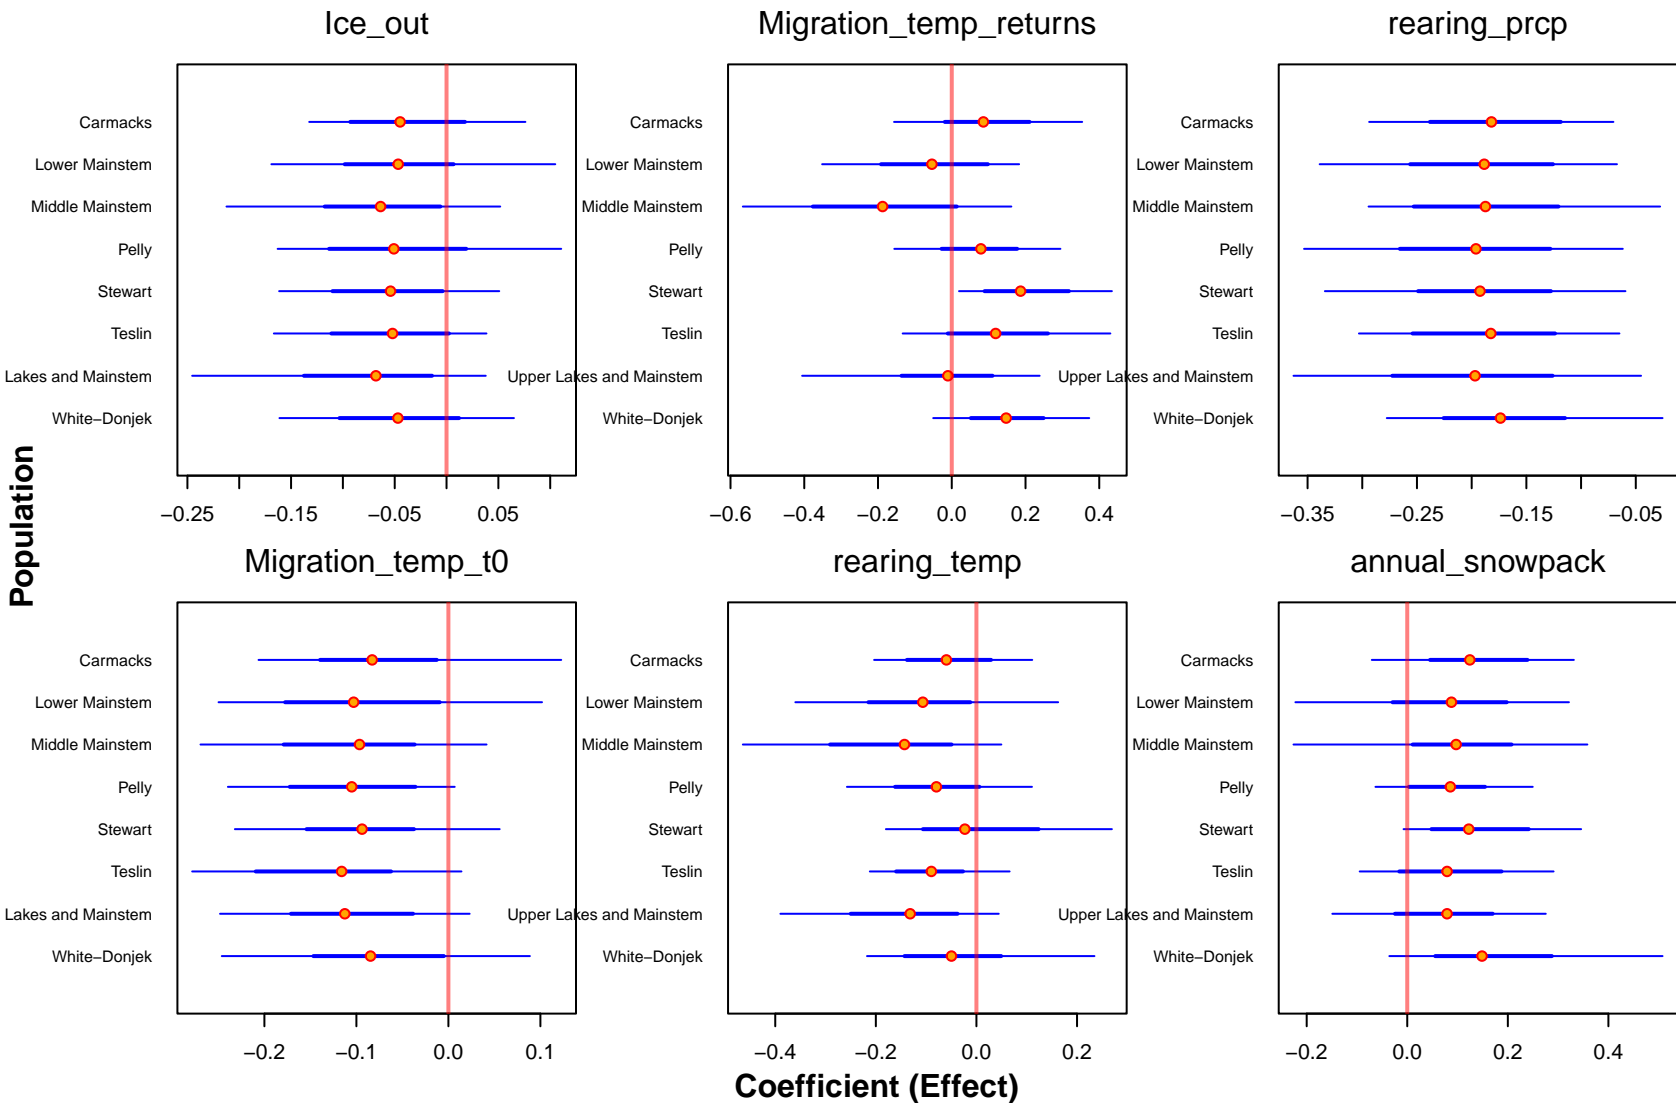 Ice_out
Migration_temp_returns
rearing_prcp
Carmacks
Lower Mainstem
Middle Mainstem
Pelly
Stewart
Teslin
Lakes and Mainstem
White–Donjek
−0.25 −0.15 −0.05 0.05
Carmacks
Lower Mainstem
Middle Mainstem
Pelly
Stewart
Teslin
Upper Lakes and Mainstem
White–Donjek
−0.6 −0.4 −0.2 0.0 0.2 0.4
Carmacks
Lower Mainstem
Middle Mainstem
Pelly
Stewart
Teslin
Upper Lakes and Mainstem
White–Donjek
−0.35 −0.25 −0.15 −0.05
Population
Migration_temp_t0
rearing_temp
annual_snowpack
Carmacks
Lower Mainstem
Middle Mainstem
Pelly
Stewart
Teslin
Lakes and Mainstem
White–Donjek
−0.2 −0.1 0.0 0.1
Carmacks
Lower Mainstem
Middle Mainstem
Pelly
Stewart
Teslin
Upper Lakes and Mainstem
White–Donjek
−0.4 −0.2 0.0 0.2
Carmacks
Lower Mainstem
Middle Mainstem
Pelly
Stewart
Teslin
Upper Lakes and Mainstem
White–Donjek
−0.2 0.0 0.2 0.4
Coefficient (Effect)